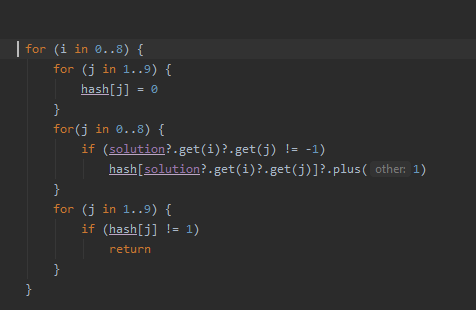 for (i in 0..8) {
for (j in 1..9) {
hash[j] = 0
}
for(j in 0..8) {
if (solution?.get(i)?.get(j) != -1)
hash[solution?.get(i)?.get(j)]?.plus( other: 1)
}
for (j in 1..9) {
if (hash[j] != 1)
return
}
}